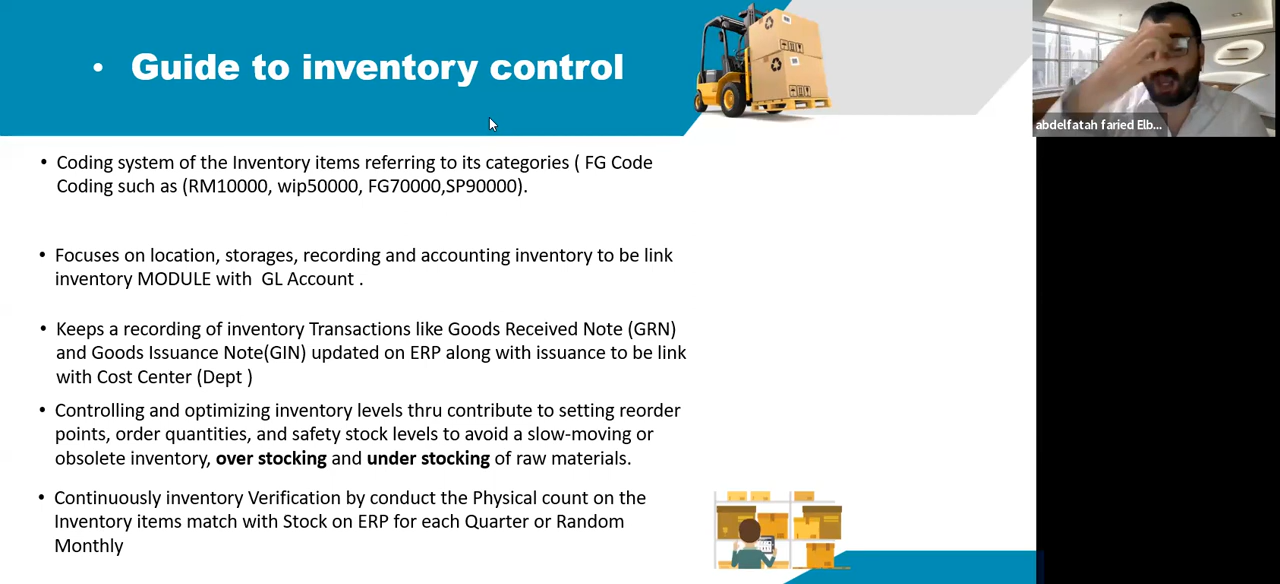 • Guide to inventory control
abdelfatah faried Elb...
• Coding system of the Inventory items referring to its categories ( FG Code
Coding such as (RM10000, wip50000, FG70000,SP90000).
• Focuses on location, storages, recording and accounting inventory to be link
inventory MODULE with GL Account .
• Keeps a recording of inventory Transactions like Goods Received Note (GRN)
and Goods Issuance Note(GIN) updated on ERP along with issuance to be link
with Cost Center (Dept )
• Controlling and optimizing inventory levels thru contribute to setting reorder
points, order quantities, and safety stock levels to avoid a slow-moving or
obsolete inventory, over stocking and under stocking of raw materials.
• Continuously inventory Verification by conduct the Physical count on the
Inventory items match with Stock on ERP for each Quarter or Random
Monthly